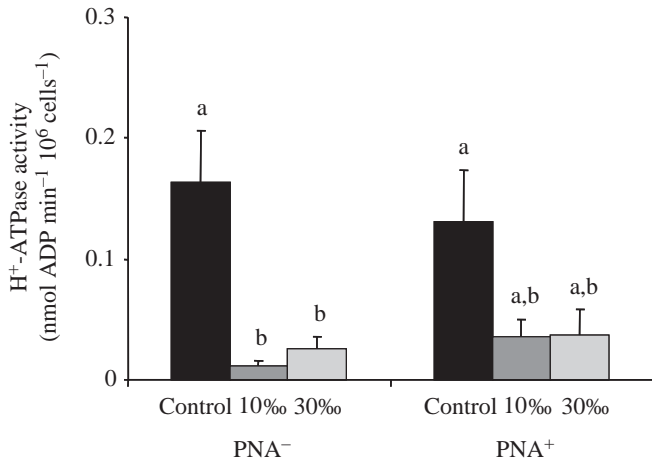 0.3
0.2
0.1
0
H⁺-ATPase activity
(nmol ADP min⁻¹ 10⁶ cells⁻¹)
a
b
b
a
a,b
a,b
Control 10‰ 30‰
Control 10‰ 30‰
PNA⁻
PNA⁺